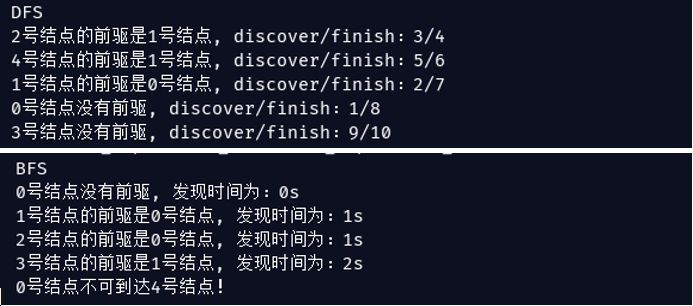 DFS
2号结点的前驱是1号结点, discover/finish: 3/4
4号结点的前驱是1号结点, discover/finish: 5/6
1号结点的前驱是0号结点, discover/finish: 2/7
0号结点没有前驱, discover/finish: 1/8
3号结点没有前驱, discover/finish: 9/10
BFS
0号结点没有前驱, 发现时间为: 0s
1号结点的前驱是0号结点, 发现时间为: 1s
2号结点的前驱是0号结点, 发现时间为: 1s
3号结点的前驱是1号结点, 发现时间为: 2s
0号结点不可到达4号结点!